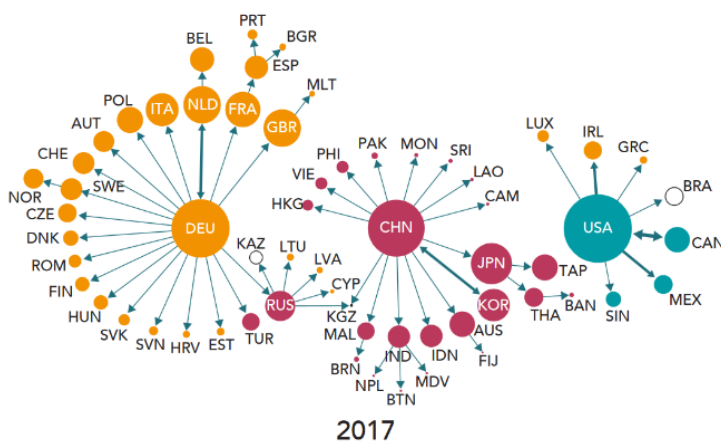 PRT
BGR
BEL
ESP
MLT
POL
ITA
NLD
FRA
GBR
AUT
CHE
NOR
SWE
CZE
DEU
DNK
ROM
FIN
HUN
SVK
SVN
HRV
EST
TUR
KAZ
LTU
LVA
CYP
RUS
KGZ
PAK
MON
SRI
PHI
VIE
LAO
HKG
CAM
CHN
JPN
TAP
KOR
THA
BAN
MAL
IND
IDN
AUS
BRN
NPL
BTN
MDV
FIJ
LUX
IRL
GRC
BRA
USA
CAN
MEX
SIN
2017